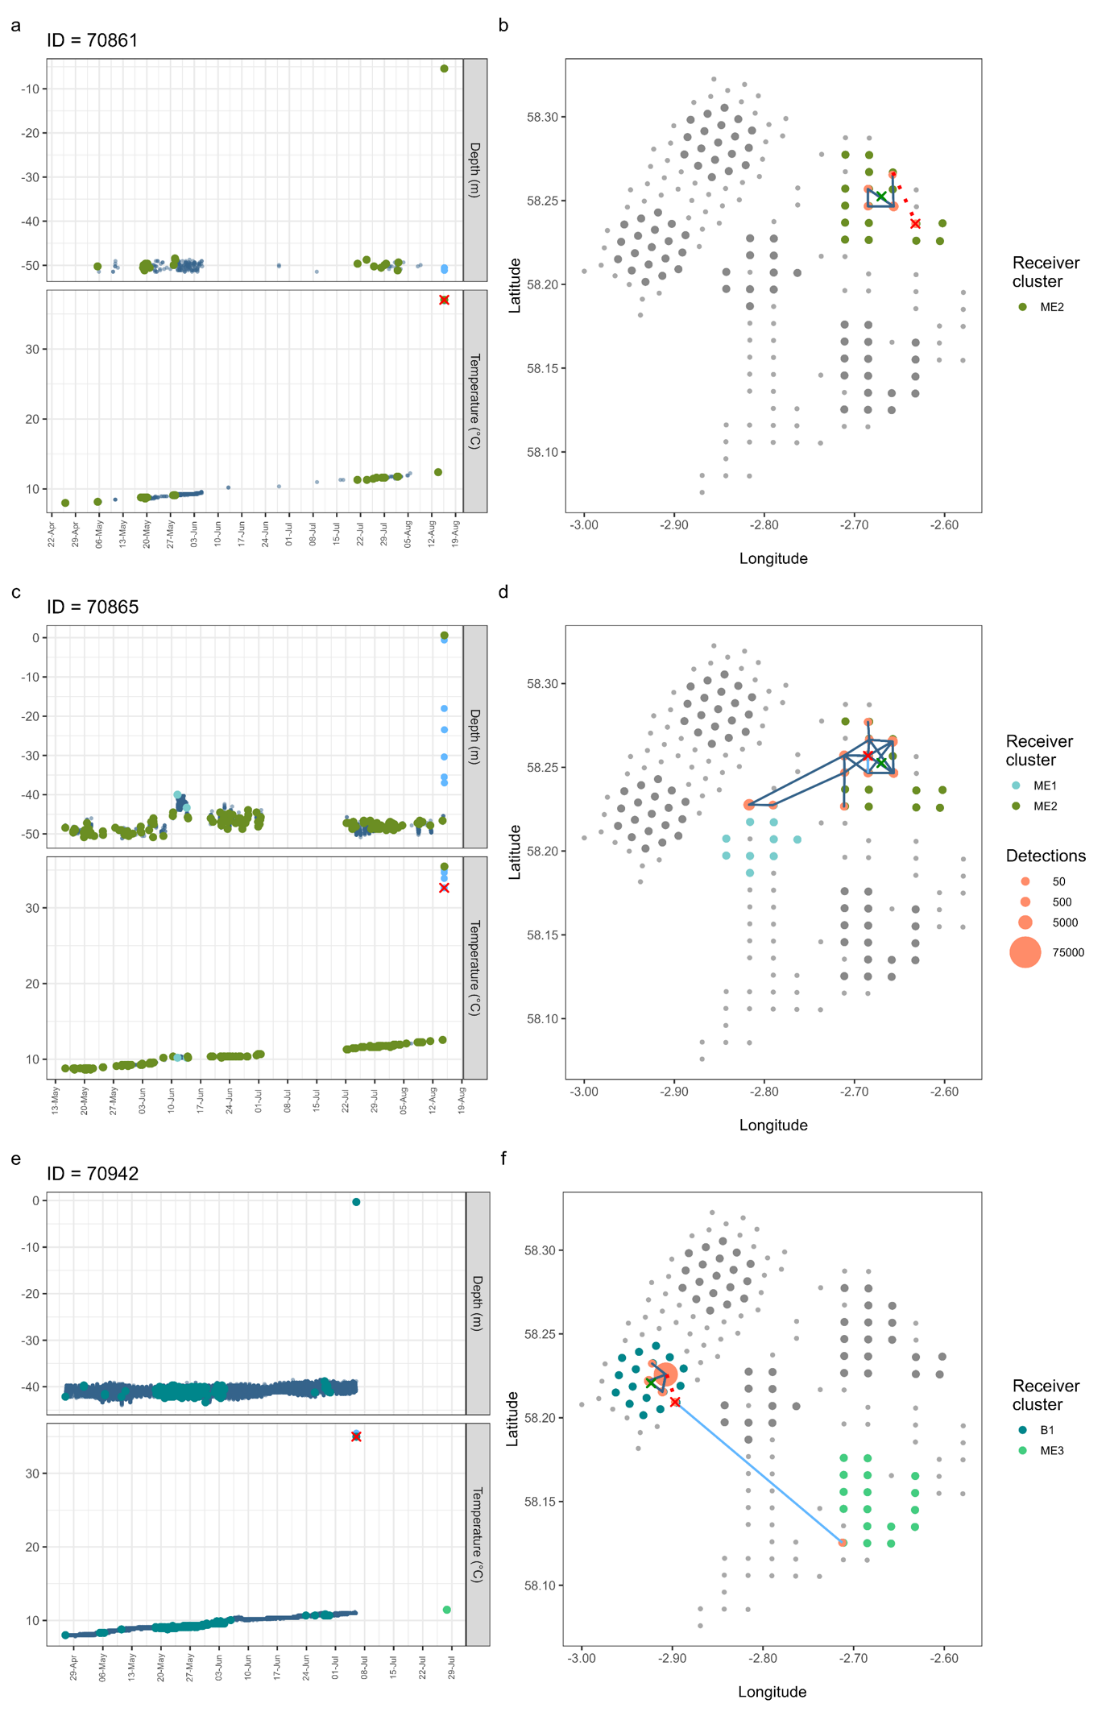 a
ID = 70861
-10
-20
-30
-40
-50
Depth (m)
30
20
10
Temperature (°C)
22-Apr
29-Apr
06-May
13-May
20-May
27-May
03-Jun
10-Jun
17-Jun
24-Jun
01-Jul
08-Jul
15-Jul
22-Jul
29-Jul
05-Aug
12-Aug
19-Aug
b
58.30
58.25
58.20
58.15
58.10
Latitude
-3.00
-2.90
-2.80
-2.70
-2.60
Longitude
Receiver
cluster
ME2
c
ID = 70865
0
-10
-20
-30
-40
-50
Depth (m)
30
20
10
Temperature (°C)
13-May
20-May
27-May
03-Jun
10-Jun
17-Jun
24-Jun
01-Jul
08-Jul
15-Jul
22-Jul
29-Jul
05-Aug
12-Aug
19-Aug
d
58.30
58.25
58.20
58.15
58.10
Latitude
-3.00
-2.90
-2.80
-2.70
-2.60
Longitude
Receiver
cluster
ME1
ME2
Detections
50
500
5000
75000
e
ID = 70942
0
-10
-20
-30
-40
Depth (m)
30
20
10
Temperature (°C)
29-Apr
06-May
13-May
20-May
27-May
03-Jun
10-Jun
17-Jun
24-Jun
01-Jul
08-Jul
15-Jul
22-Jul
29-Jul
f
58.30
58.25
58.20
58.15
58.10
Latitude
-3.00
-2.90
-2.80
-2.70
-2.60
Longitude
Receiver
cluster
B1
ME3